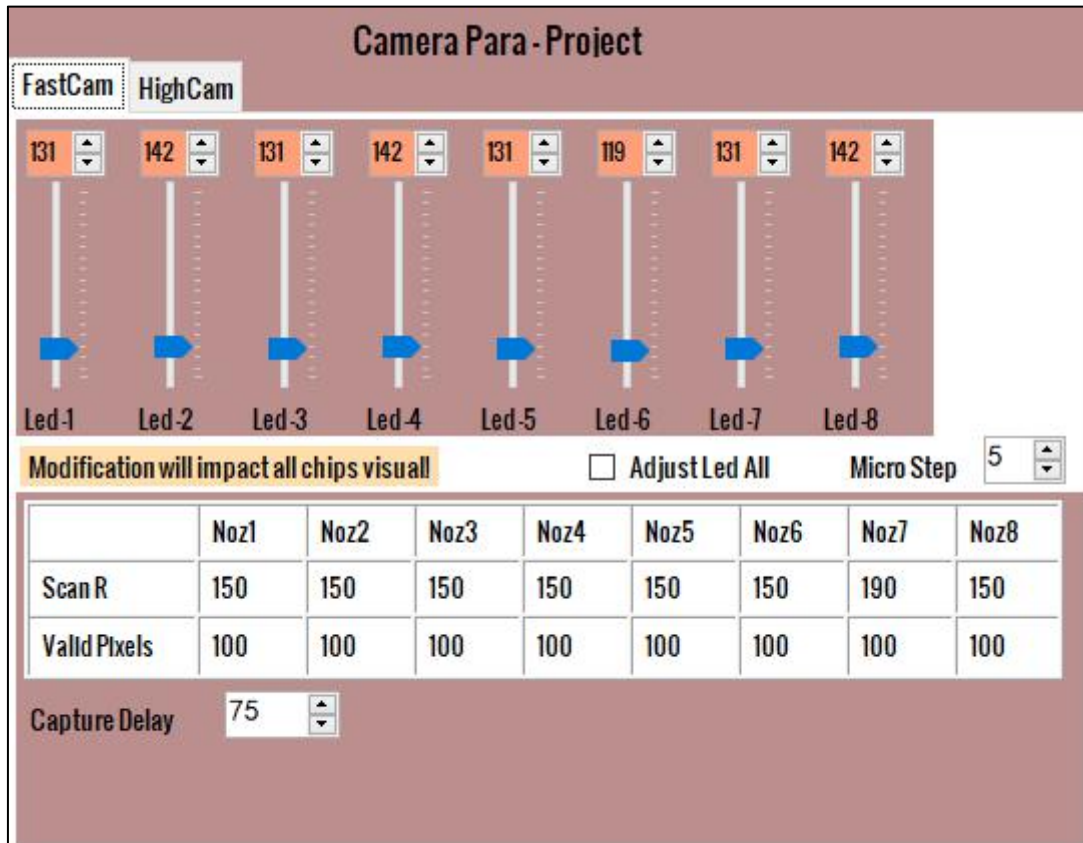 Camera Para - Project
FastCam HighCam
131 142 131 142 131 119 131 142
Led-1 Led-2 Led-3 Led-4 Led-5 Led-6 Led-7 Led-8
Modification will impact all chips visual! Adjust Led All Micro Step 5
Noz1 Noz2 Noz3 Noz4 Noz5 Noz6 Noz7 Noz8
Scan R 150 150 150 150 150 150 190 150
Valid Pixels 100 100 100 100 100 100 100 100
Capture Delay 75